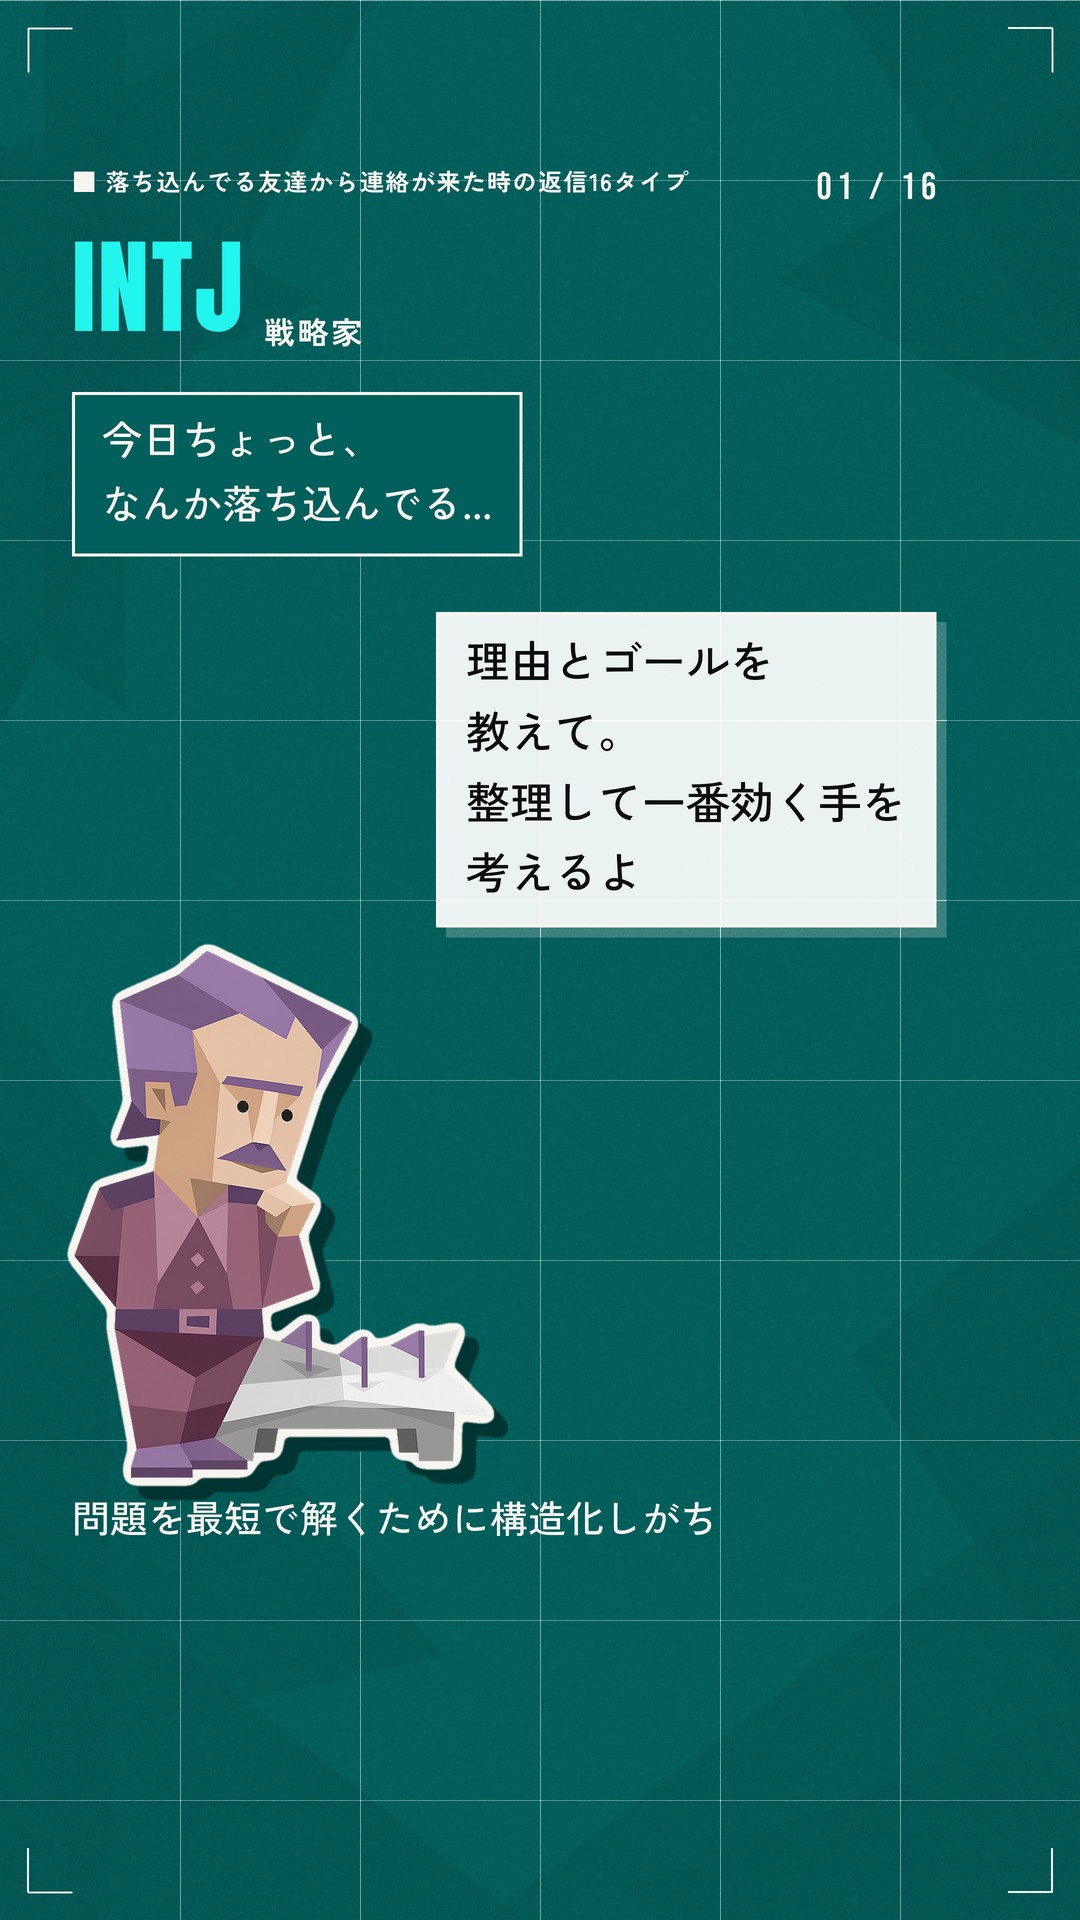 ■ 落ち込んでる友達から連絡が来た時の返信16タイプ
01 / 16
INTJ 戦略家
今日ちょっと、
なんか落ち込んでる...
理由とゴールを
教えて。
整理して一番効く手を
考えるよ
問題を最短で解くために構造化しがち